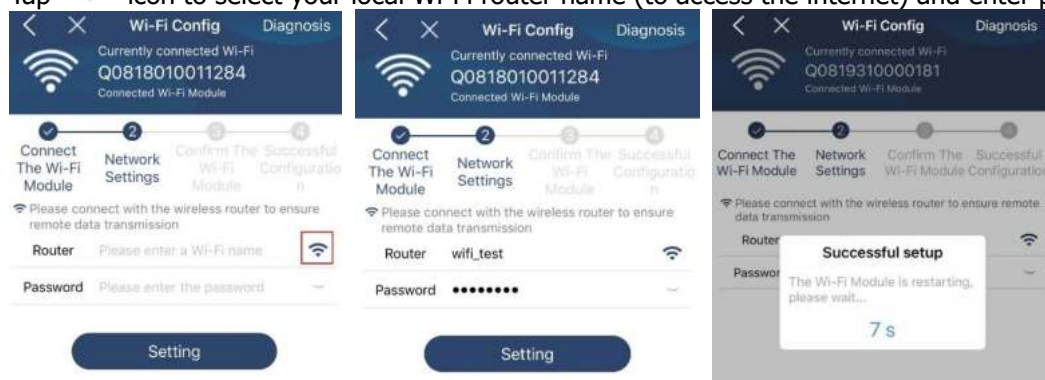 Tap icon to select your local Wi-Fi router name (to access the internet) and enter p
Wi-Fi Config Diagnosis
Currently connected Wi-Fi
Q0818010011284
Connected Wi-Fi Module
2 3 4
Connect The Wi-Fi Module
Network Settings
Confirm The Wi-Fi Module
Successful Configuratio n
Please connect with the wireless router to ensure
remote data transmission
Router Please enter a Wi-Fi name
Password Please enter the password
Setting
Wi-Fi Config Diagnosis
Currently connected Wi-Fi
Q0818010011284
Connected Wi-Fi Module
2 3 4
Connect The Wi-Fi Module
Network Settings
Confirm The Wi-Fi Module
Successful Configuratio n
Please connect with the wireless router to ensure
remote data transmission
Router wifi_test
Password ••••••••
Setting
Wi-Fi Config Diagnosis
Currently connected Wi-Fi
Q0819310000181
Connected Wi-Fi Module
2
Connect The Wi-Fi Module
Network Settings
Confirm The Wi-Fi Module
Successful Configuratio
Please connect with the wireless router to ensure remote
data transmission
Router
Passwor
Successful setup
The Wi-Fi Module is restarting,
please wait...
7 s